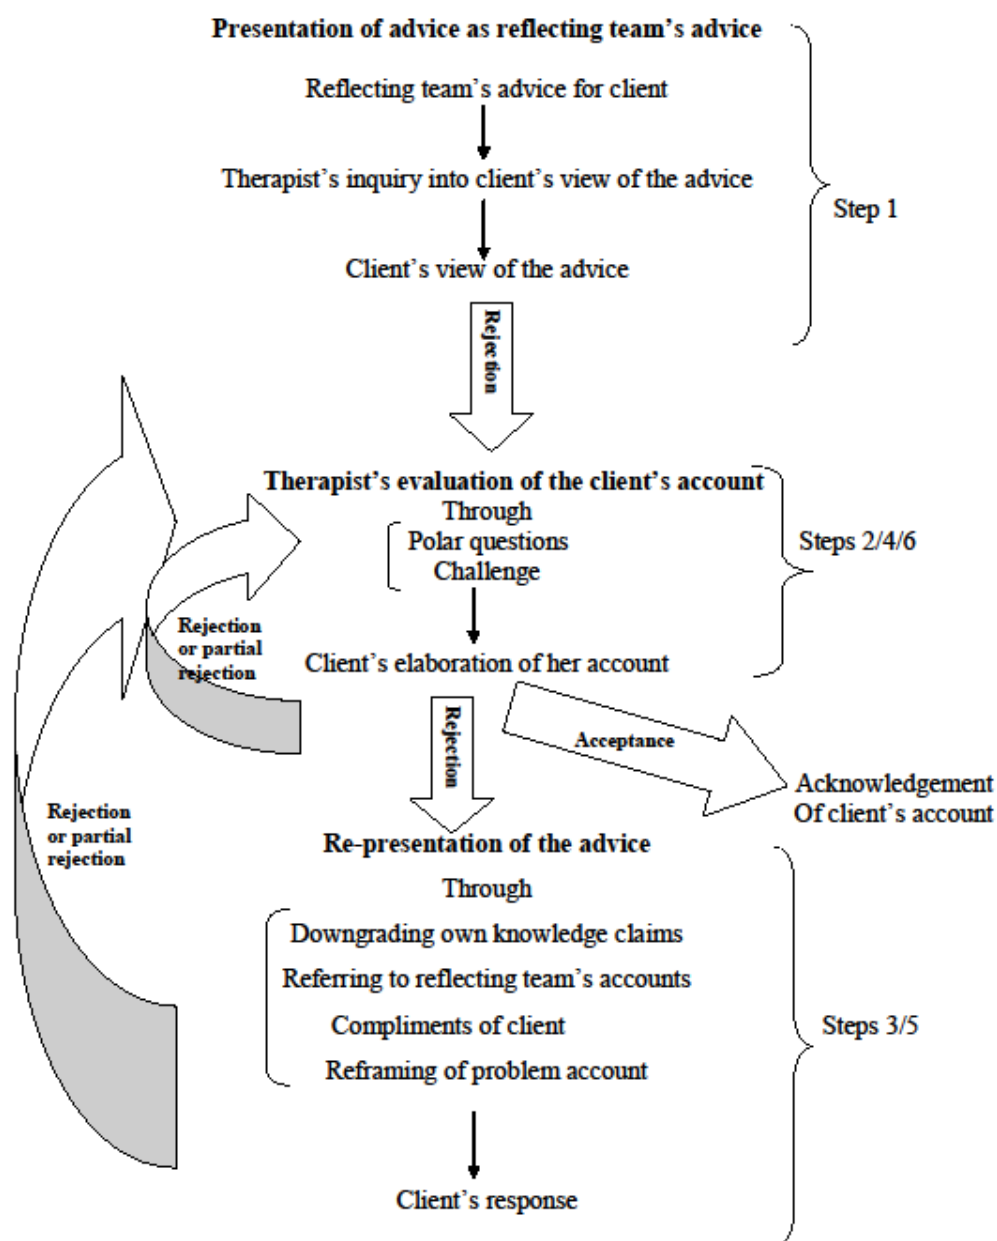 Presentation of advice as reflecting team's advice
Reflecting team's advice for client
Therapist's inquiry into client's view of the advice
Step 1
Client's view of the advice
Rejection
Therapist's evaluation of the client's account
Through
Polar questions
Challenge
Steps 2/4/6
Rejection
or partial
rejection
Client's elaboration of her account
Rejection
Acceptance
Acknowledgement
Of client's account
Rejection
or partial
rejection
Re-presentation of the advice
Through
Downgrading own knowledge claims
Referring to reflecting team's accounts
Compliments of client
Reframing of problem account
Steps 3/5
Client's response